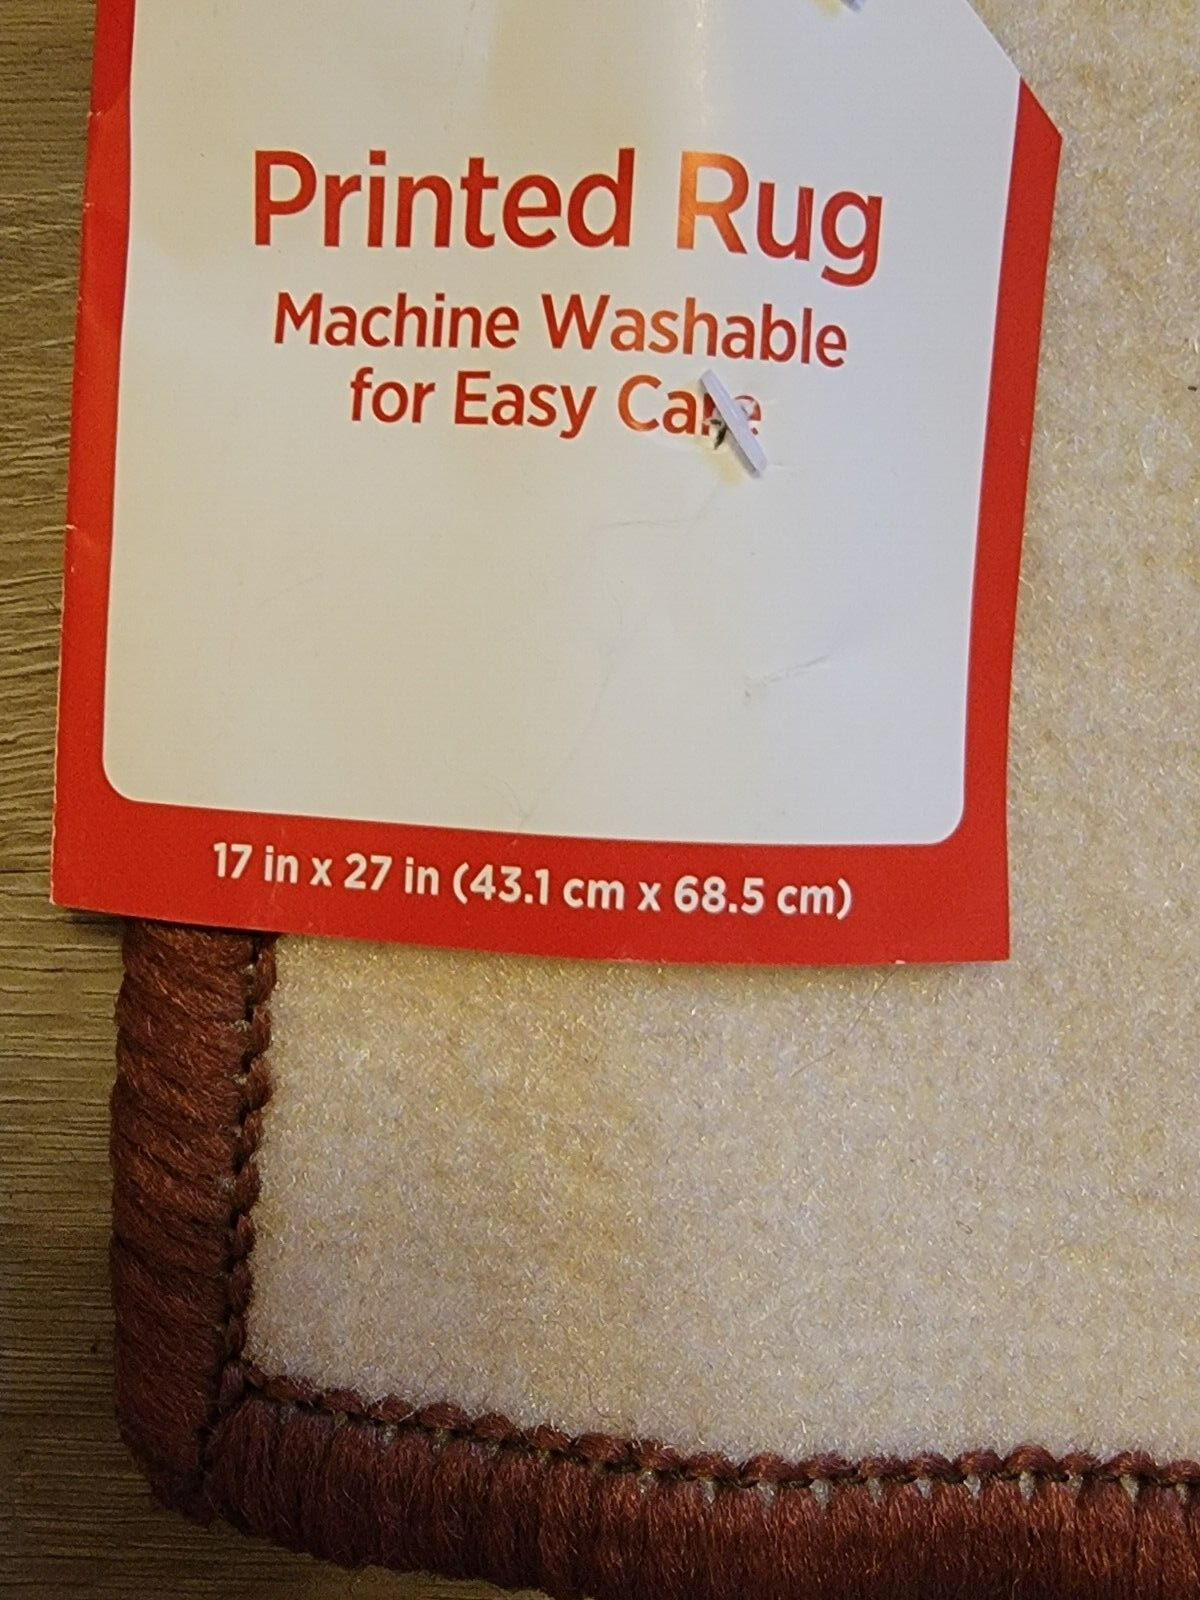 Printed Rug
Machine Washable
for Easy Care
17 in x 27 in (43.1 cm x 68.5 cm)